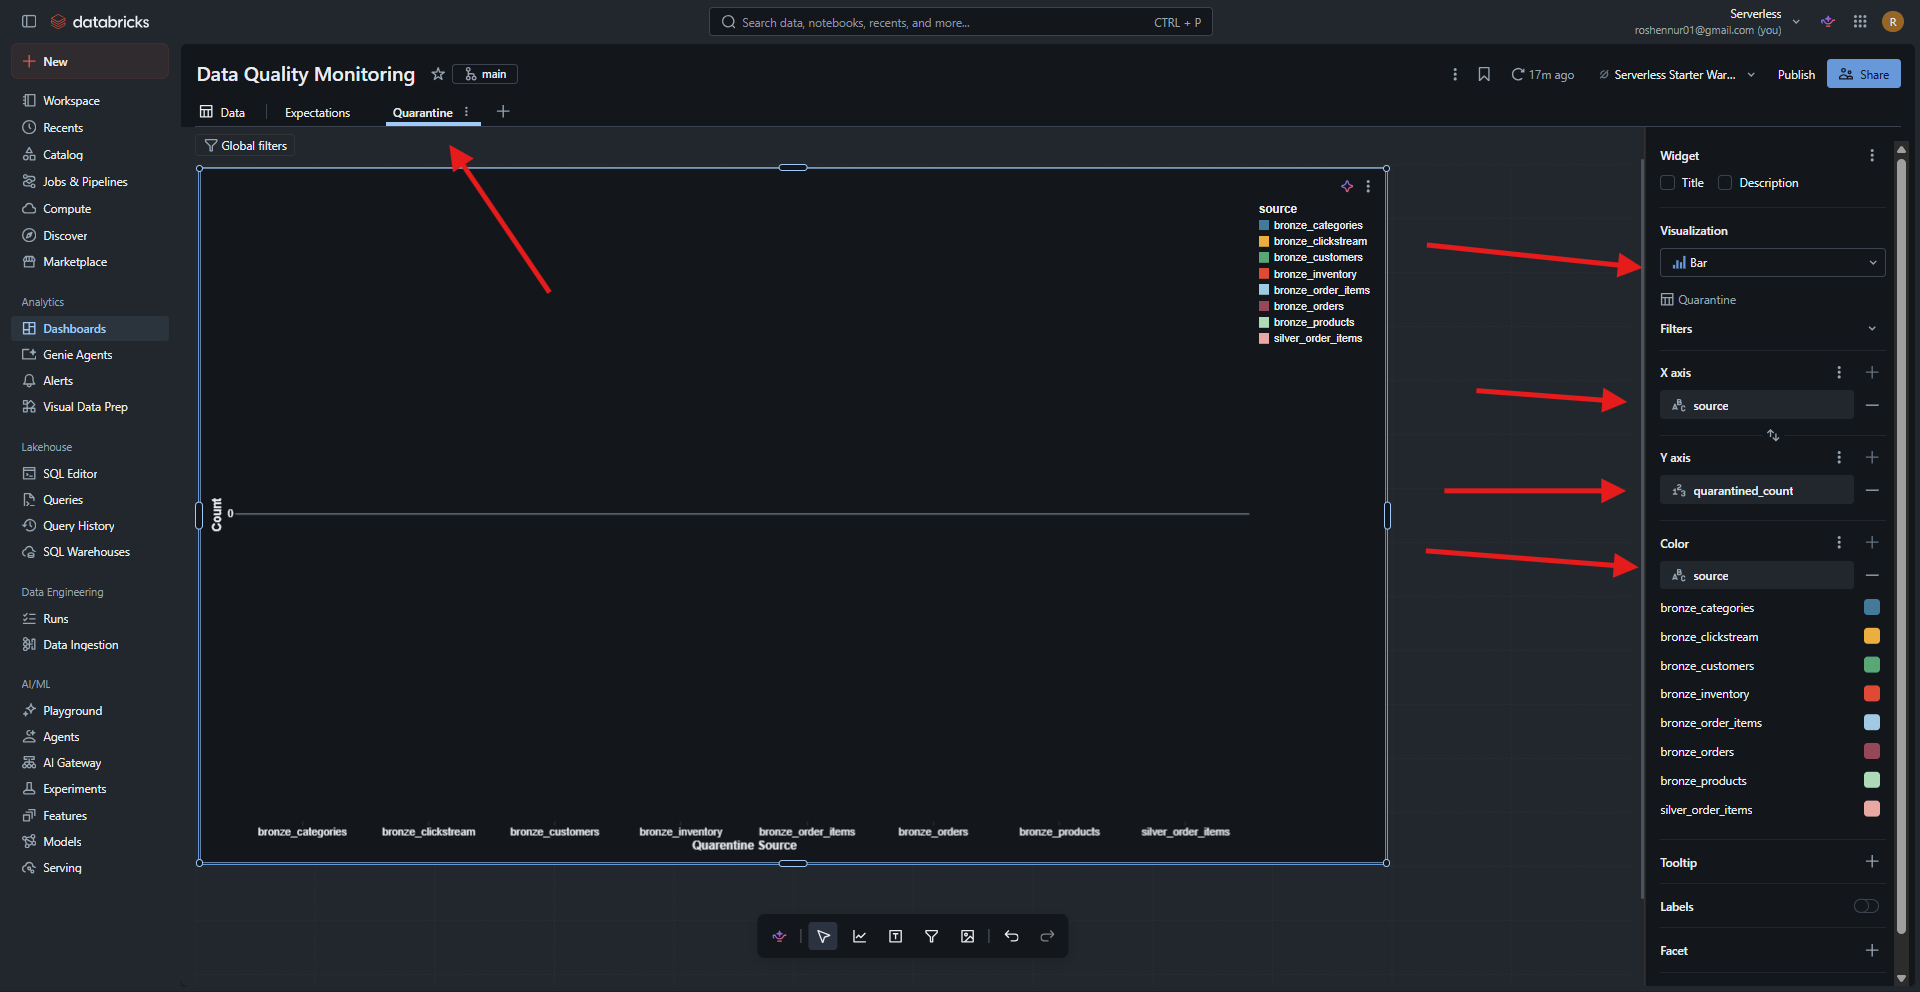 databricks
Search data, notebooks, recents, and more...
CTRL + P
Serverless
roshennur01@gmail.com (you)
R
New
Workspace
Recents
Catalog
Jobs & Pipelines
Compute
Discover
Marketplace
Analytics
Dashboards
Genie Agents
Alerts
Visual Data Prep
Lakehouse
SQL Editor
Queries
Query History
SQL Warehouses
Data Engineering
Runs
Data Ingestion
AI/ML
Playground
Agents
AI Gateway
Experiments
Features
Models
Serving
Data Quality Monitoring
main
17m ago
Serverless Starter War...
Publish
Share
Data
Expectations
Quarantine
Global filters
source
bronze_categories
bronze_clickstream
bronze_customers
bronze_inventory
bronze_order_items
bronze_orders
bronze_products
silver_order_items
Count
0
bronze_categories
bronze_clickstream
bronze_customers
bronze_inventory
bronze_order_items
bronze_orders
bronze_products
silver_order_items
Quarentine Source
Widget
Title
Description
Visualization
Bar
Quarantine
Filters
X axis
source
Y axis
quarantined_count
Color
source
bronze_categories
bronze_clickstream
bronze_customers
bronze_inventory
bronze_order_items
bronze_orders
bronze_products
silver_order_items
Tooltip
Labels
Facet